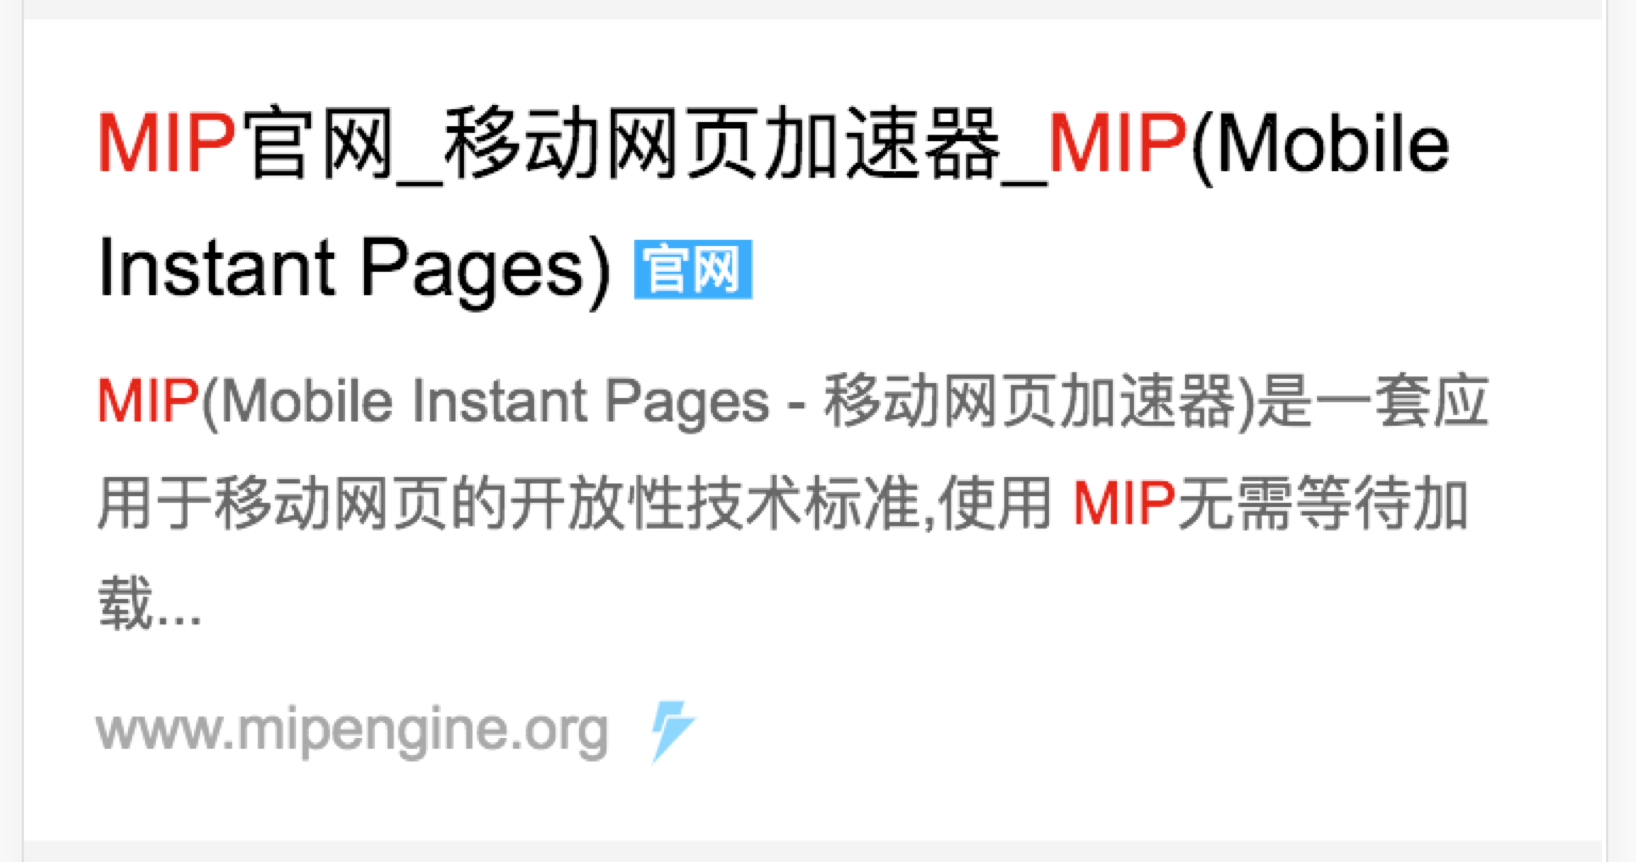 MIP官网_移动网页加速器_MIP(Mobile
Instant Pages) 官网
MIP(Mobile Instant Pages - 移动网页加速器)是一套应
用于移动网页的开放性技术标准,使用 MIP无需等待加
载...
www.mipengine.org